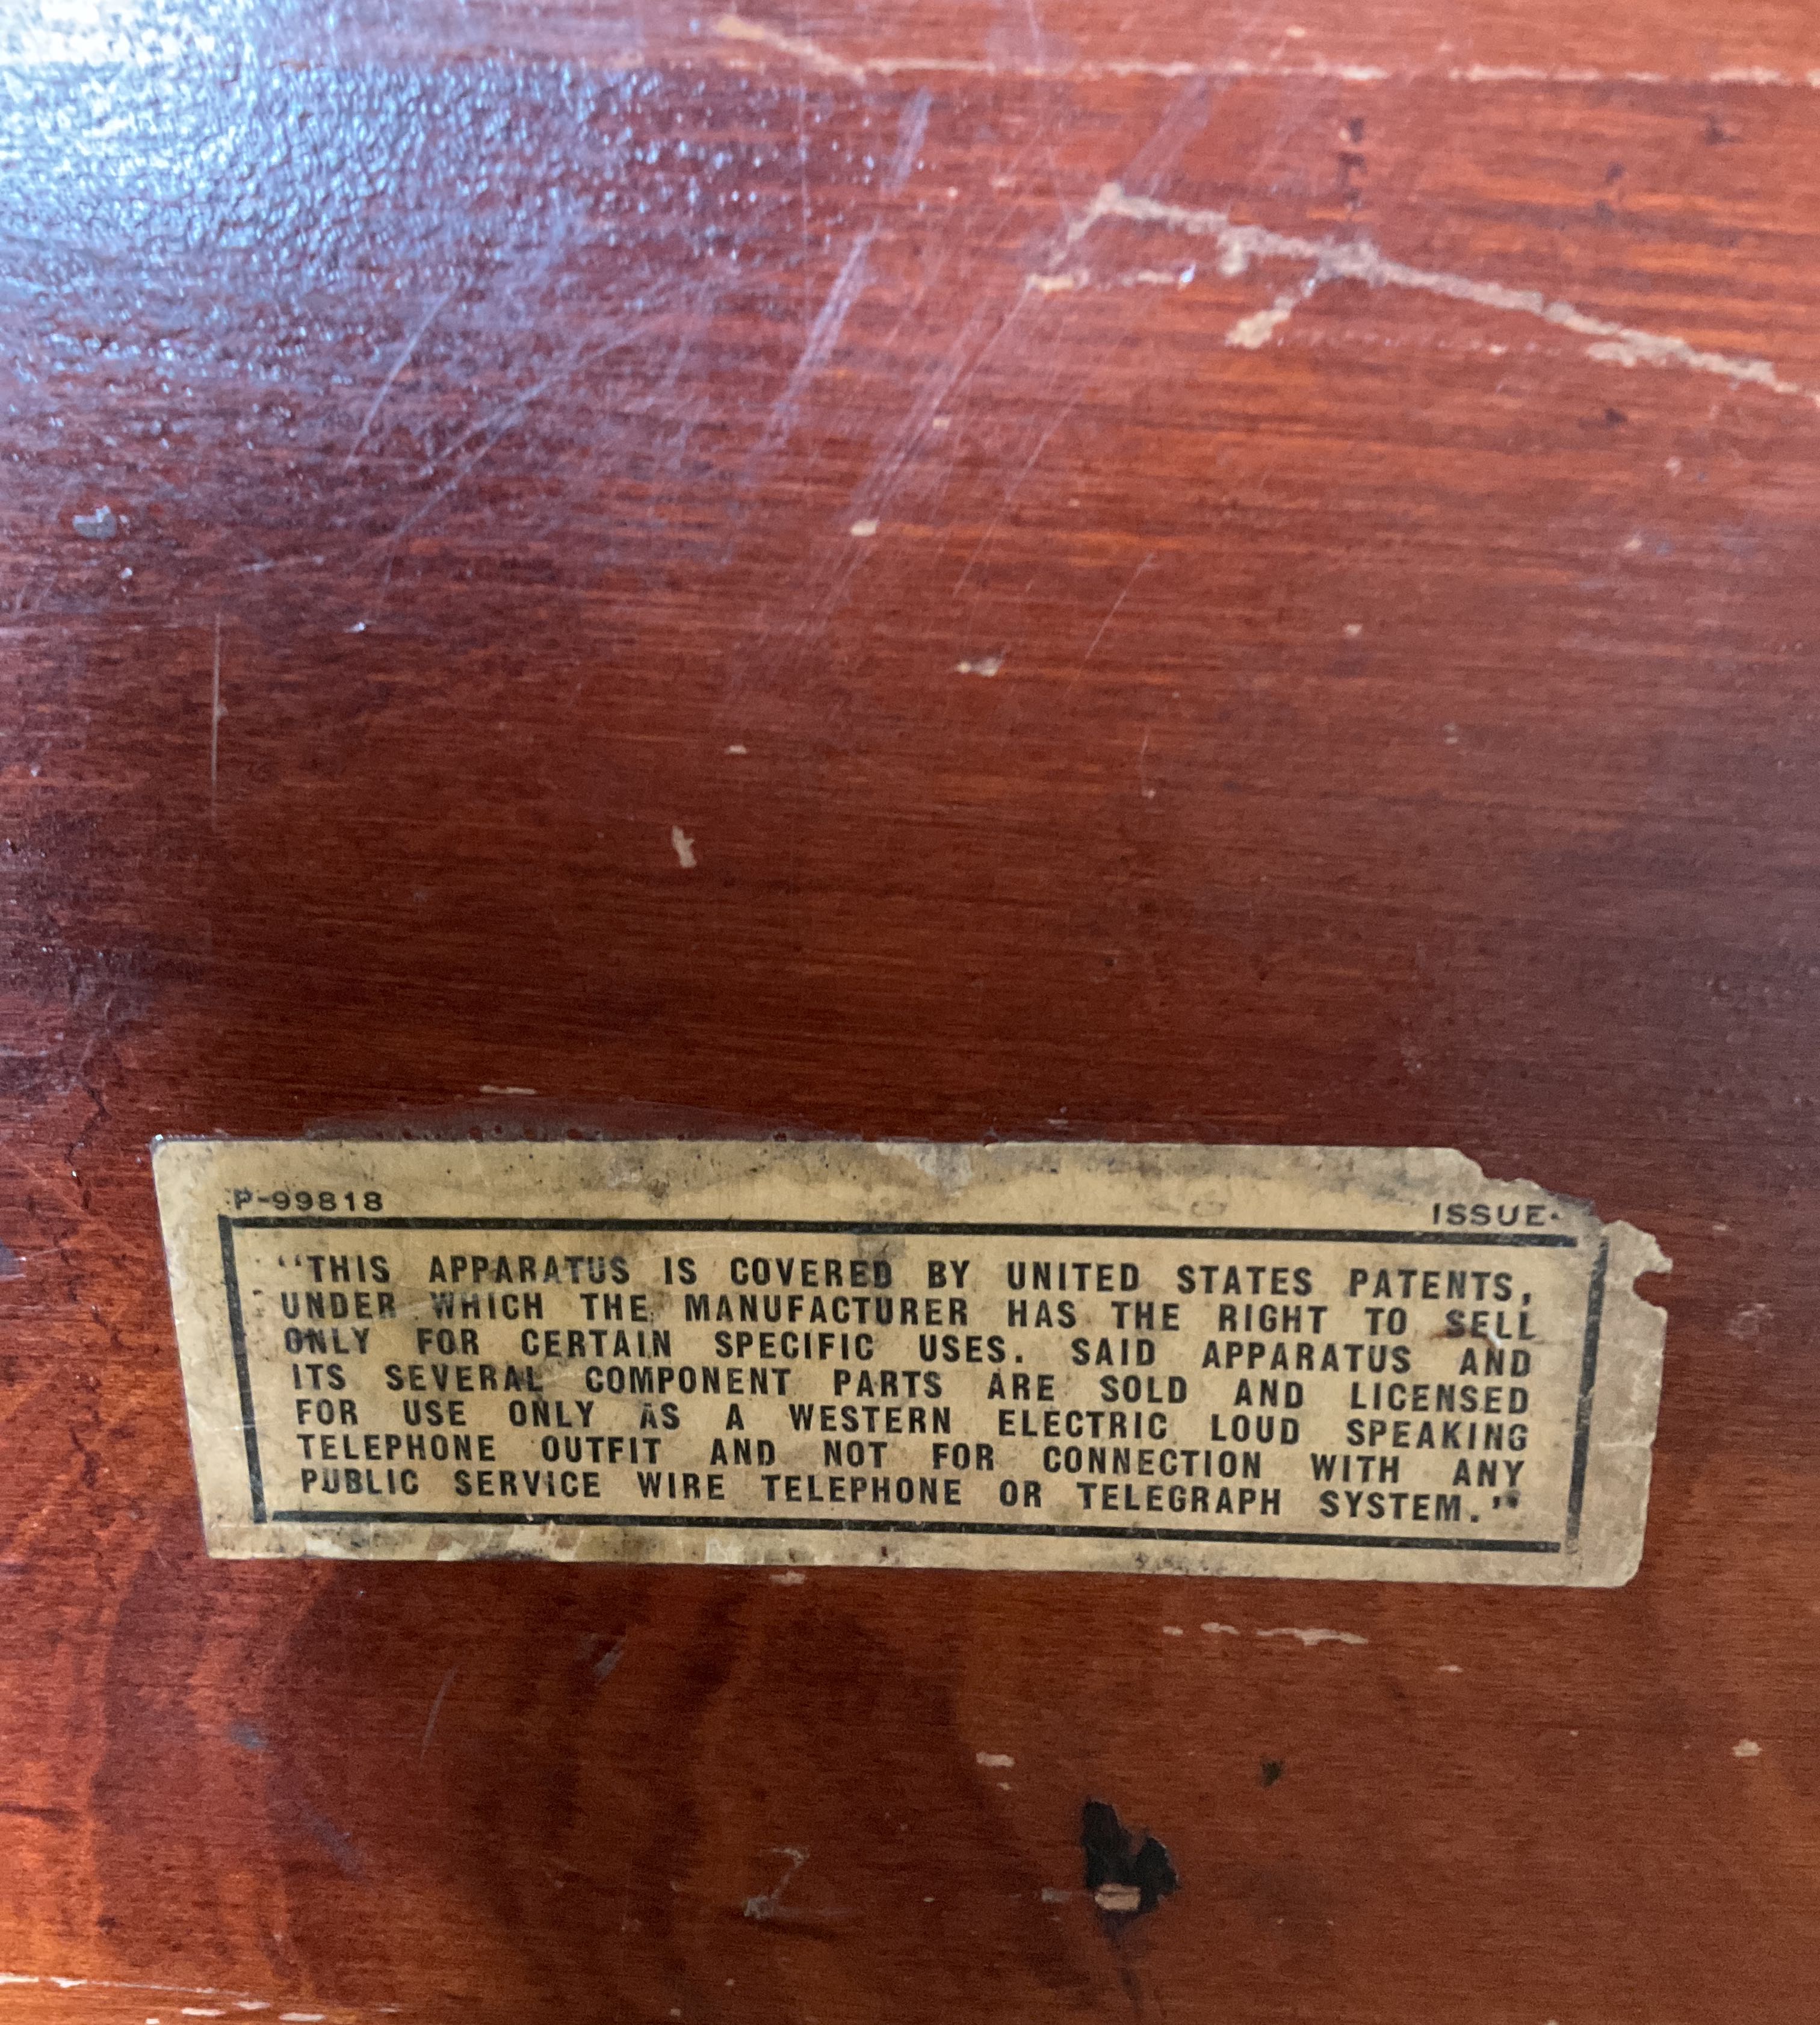 P-99818 ISSUE-
“THIS APPARATUS IS COVERED BY UNITED STATES PATENTS,
UNDER WHICH THE MANUFACTURER HAS THE RIGHT TO SELL
ONLY FOR CERTAIN SPECIFIC USES. SAID APPARATUS AND
ITS SEVERAL COMPONENT PARTS ARE SOLD AND LICENSED
FOR USE ONLY AS A WESTERN ELECTRIC LOUD SPEAKING
TELEPHONE OUTFIT AND NOT FOR CONNECTION WITH ANY
PUBLIC SERVICE WIRE TELEPHONE OR TELEGRAPH SYSTEM.”